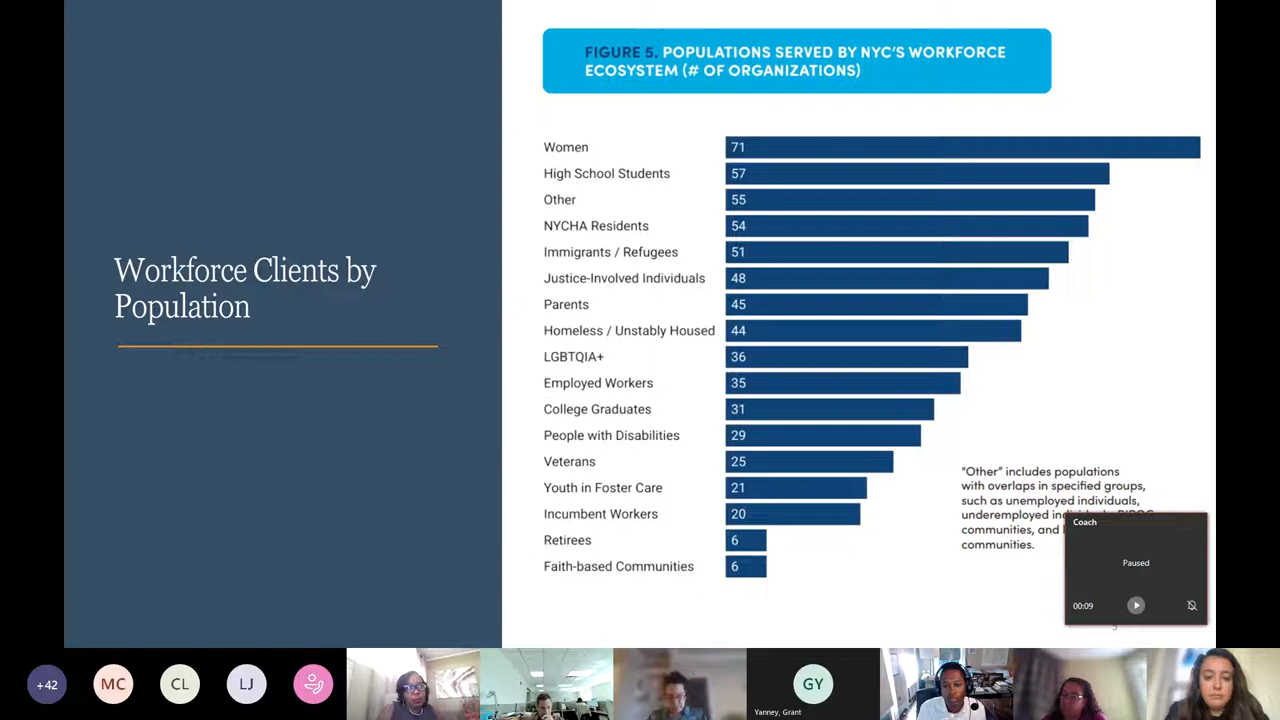 FIGURE 5. POPULATIONS SERVED BY NYC'S WORKFORCE
ECOSYSTEM (# OF ORGANIZATIONS)
Workforce Clients by
Population
Women 71
High School Students 57
Other 55
NYCHA Residents 54
Immigrants / Refugees 51
Justice-Involved Individuals 48
Parents 45
Homeless / Unstably Housed 44
LGBTQIA+ 36
Employed Workers 35
College Graduates 31
People with Disabilities 29
Veterans 25
Youth in Foster Care 21
Incumbent Workers 20
Retirees 6
Faith-based Communities 6
"Other" includes populations
with overlaps in specified groups,
such as unemployed individuals,
underemployed
communities, and
communities.
Coach
Paused
00:09
5
+42
MC
CL
LJ
GY
Yanney, Grant